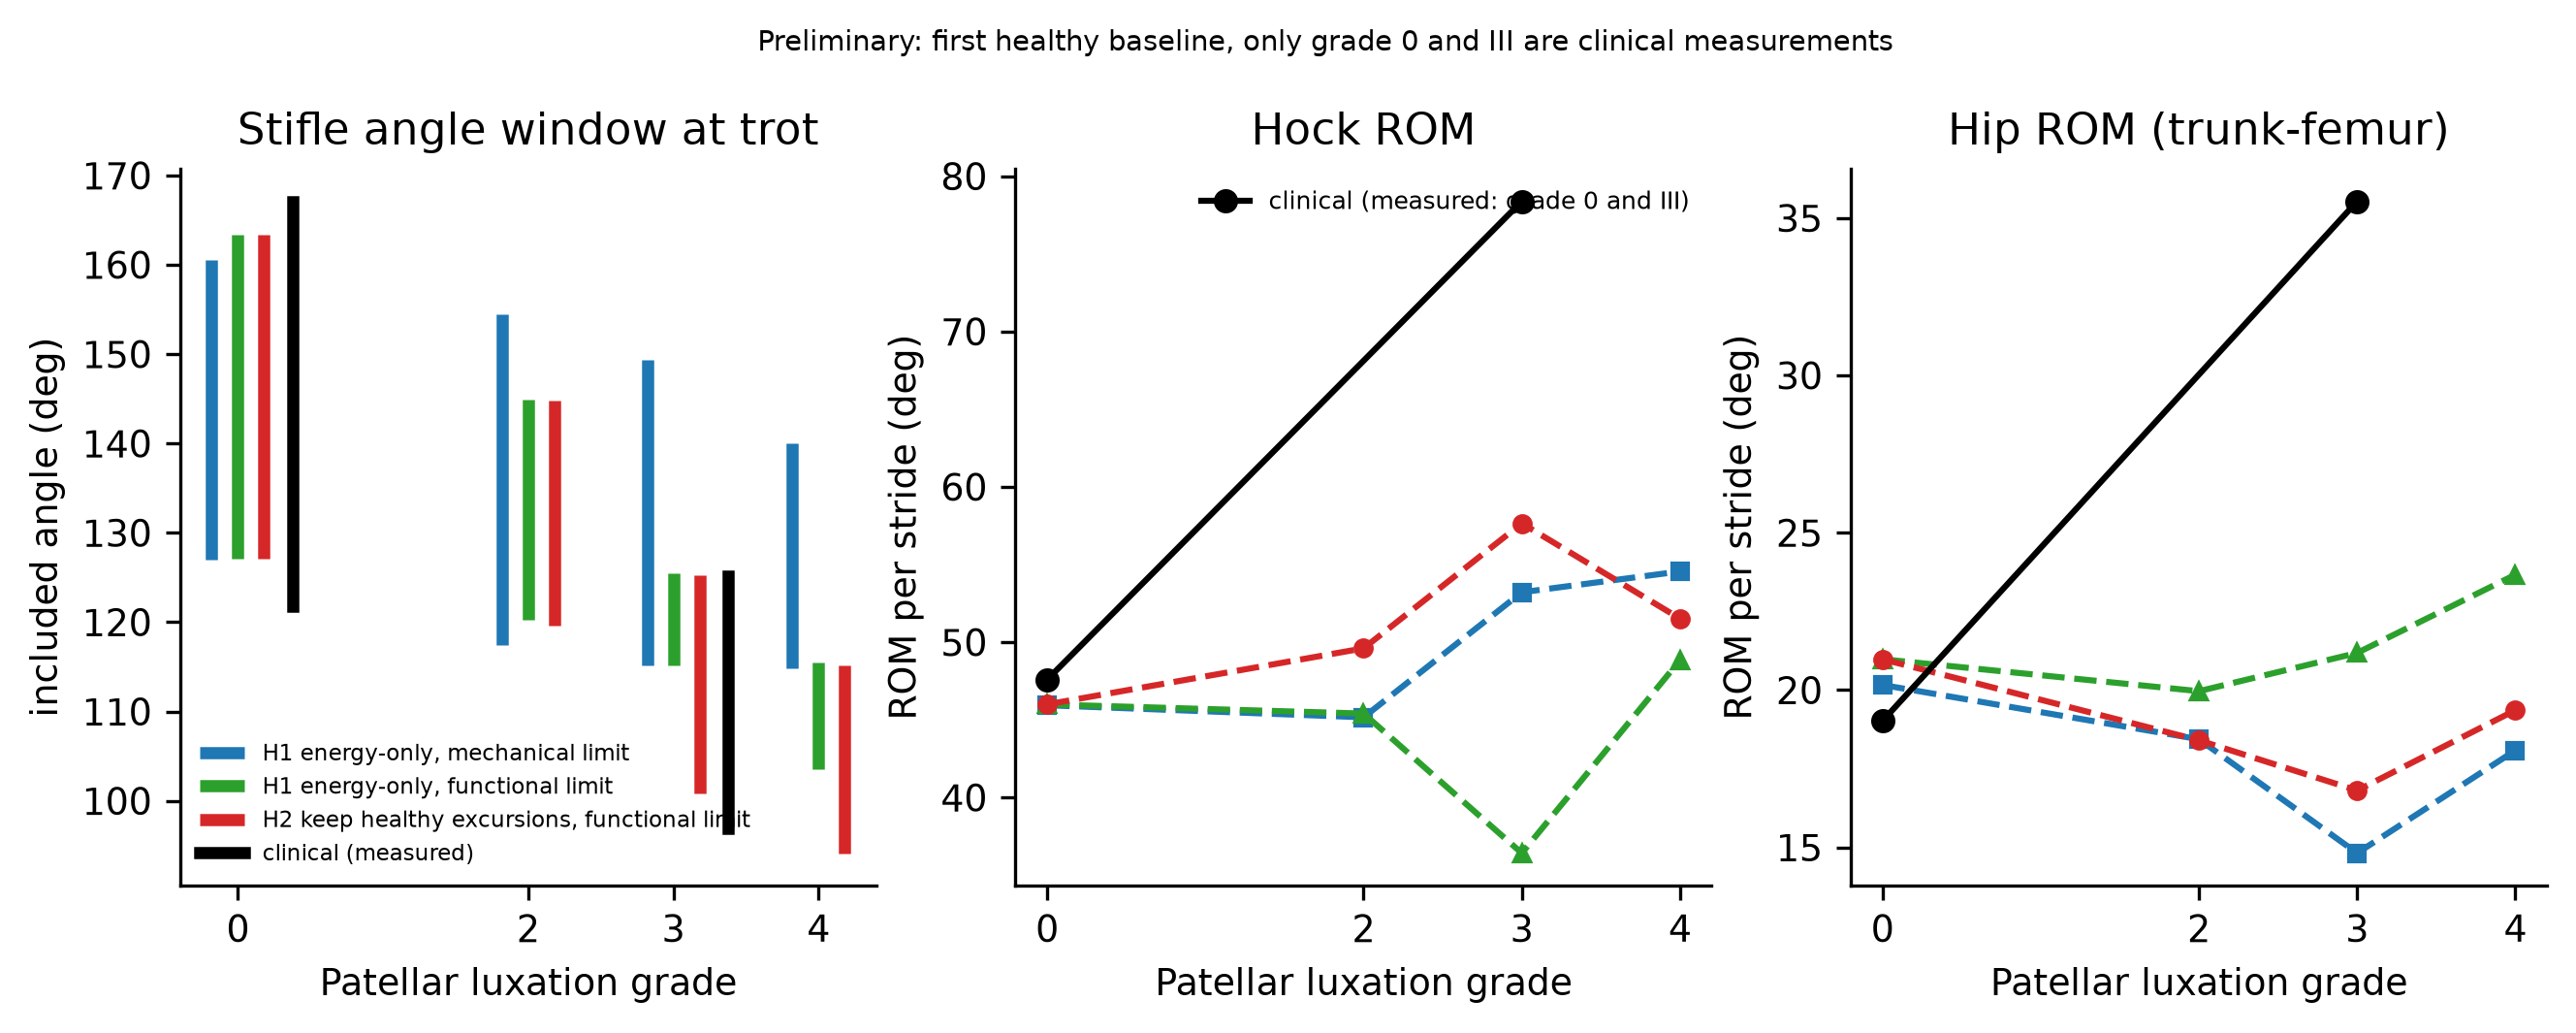 Preliminary: first healthy baseline, only grade 0 and III are clinical measurements
Stifle angle window at trot
included angle (deg)
170
160
150
140
130
120
110
100
H1 energy-only, mechanical limit
H1 energy-only, functional limit
H2 keep healthy excursions, functional limit
clinical (measured)
0 2 3 4
Patellar luxation grade
Hock ROM
ROM per stride (deg)
80
70
60
50
40
clinical (measured: grade 0 and III)
0 2 3 4
Patellar luxation grade
Hip ROM (trunk-femur)
ROM per stride (deg)
35
30
25
20
15
0 2 3 4
Patellar luxation grade